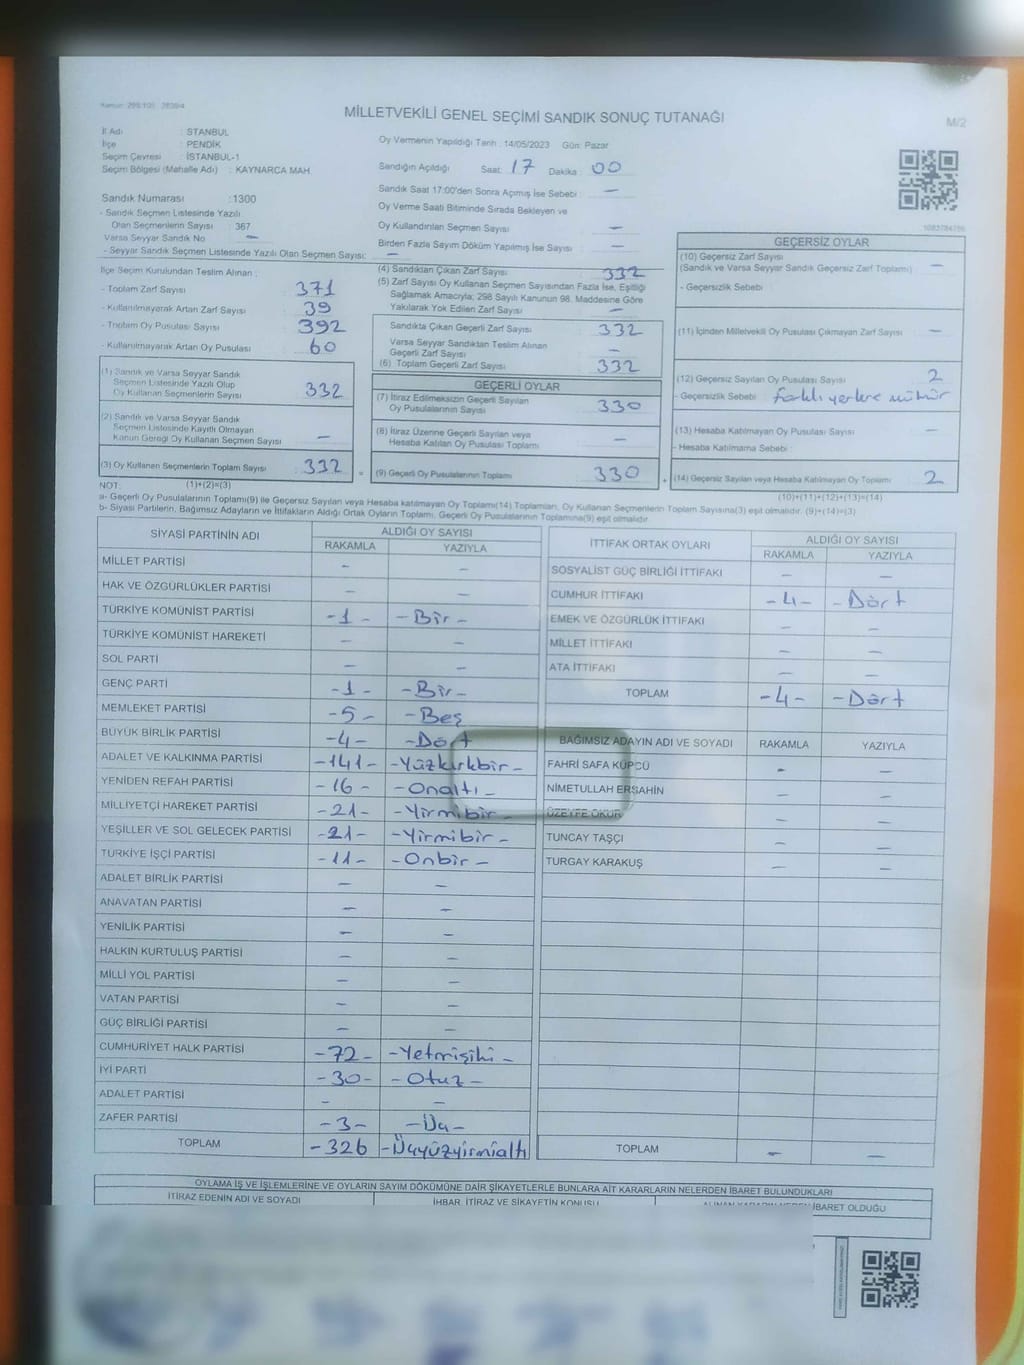 MİLLETVEKİLİ GENEL SEÇİMİ SANDIK SONUÇ TUTANAĞI
M/2
İl Adı : İSTANBUL
İlçe : PENDİK
Seçim Çevresi : İSTANBUL-1
Seçim Bölgesi (Mahalle Adı) : KAYNARCA MAH.
Sandık Numarası : 1300
- Sandık Seçmen Listesinde Yazılı
Olan Seçmenlerin Sayısı : 367
Varsa Seyyar Sandık No –
- Seyyar Sandık Seçmen Listesinde Yazılı Olan Seçmen Sayısı: –
İlçe Seçim Kurulundan Teslim Alınan :
- Toplam Zarf Sayısı 371
- Kullanılmayarak Artan Zarf Sayısı 39
- Toplam Oy Pusulası Sayısı 392
- Kullanılmayarak Artan Oy Pusulası 60
(1) Sandık ve Varsa Seyyar Sandık
Seçmen Listesinde Yazılı Olup
Oy Kullanan Seçmenlerin Sayısı 332
(2) Sandık ve Varsa Seyyar Sandık
Seçmen Listesinde Kayıtlı Olmayan
Kanun Gereği Oy Kullanan Seçmen Sayısı –
(3) Oy Kullanan Seçmenlerin Toplam Sayısı 332
Oy Vermenin Yapıldığı Tarih : 14/05/2023 Gün: Pazar
Sandığın Açıldığı Saat: 17 Dakika : 00
Sandık Saat 17:00'den Sonra Açılmış İse Sebebi : –
Oy Verme Saati Bitiminde Sırada Bekleyen ve
Oy Kullandırılan Seçmen Sayısı –
Birden Fazla Sayım Döküm Yapılmış İse Sayısı –
(4) Sandıktan Çıkan Zarf Sayısı 332
(5) Zarf Sayısı Oy Kullanan Seçmen Sayısından Fazla İse, Eşitliği
Sağlamak Amacıyla; 298 Sayılı Kanunun 98. Maddesine Göre
Yakılarak Yok Edilen Zarf Sayısı –
Sandıkta Çıkan Geçerli Zarf Sayısı 332
Varsa Seyyar Sandıktan Teslim Alınan
Geçerli Zarf Sayısı –
(6) Toplam Geçerli Zarf Sayısı 332
GEÇERLİ OYLAR
(7) İtiraz Edilmeksizin Geçerli Sayılan
Oy Pusulalarının Sayısı 330
(8) İtiraz Üzerine Geçerli Sayılan veya
Hesaba Katılan Oy Pusulası Toplamı –
= (9) Geçerli Oy Pusulalarının Toplamı 330
GEÇERSİZ OYLAR
(10) Geçersiz Zarf Sayısı
(Sandık ve Varsa Seyyar Sandık Geçersiz Zarf Toplamı) –
- Geçersizlik Sebebi
(11) İçinden Milletvekili Oy Pusulası Çıkmayan Zarf Sayısı –
(12) Geçersiz Sayılan Oy Pusulası Sayısı 2
- Geçersizlik Sebebi : farklı yerlere mühür
(13) Hesaba Katılmayan Oy Pusulası Sayısı –
- Hesaba Katılmama Sebebi :
+ (14) Geçersiz Sayılan veya Hesaba Katılmayan Oy Toplamı 2
NOT: (1)+(2)=(3) (10)+(11)+(12)+(13)=(14)
a- Geçerli Oy Pusulalarının Toplamı(9) ile Geçersiz Sayılan veya Hesaba katılmayan Oy Toplamı(14) Toplamları, Oy Kullanan Seçmenlerin Toplam Sayısına(3) eşit olmalıdır. (9)+(14)=(3)
b- Siyasi Partilerin, Bağımsız Adayların ve İttifakların Aldığı Ortak Oyların Toplamı, Geçerli Oy Pusulalarının Toplamına(9) eşit olmalıdır.
SİYASİ PARTİNİN ADI ALDIĞI OY SAYISI
RAKAMLA YAZIYLA
MİLLET PARTİSİ – –
HAK VE ÖZGÜRLÜKLER PARTİSİ – –
TÜRKİYE KOMÜNİST PARTİSİ -1- -Bir-
TÜRKİYE KOMÜNİST HAREKETİ – –
SOL PARTİ – –
GENÇ PARTİ -1- -Bir-
MEMLEKET PARTİSİ -5- -Beş
BÜYÜK BİRLİK PARTİSİ -4- -Dört
ADALET VE KALKINMA PARTİSİ -141- -Yüzkırkbir-
YENİDEN REFAH PARTİSİ -16- -Onaltı-
MİLLİYETÇİ HAREKET PARTİSİ -21- -Yirmibir
YEŞİLLER VE SOL GELECEK PARTİSİ -21- -Yirmibir-
TÜRKİYE İŞÇİ PARTİSİ -11- -Onbir-
ADALET BİRLİK PARTİSİ – –
ANAVATAN PARTİSİ – –
YENİLİK PARTİSİ – –
HALKIN KURTULUŞ PARTİSİ – –
MİLLİ YOL PARTİSİ – –
VATAN PARTİSİ – –
GÜÇ BİRLİĞİ PARTİSİ – –
CUMHURİYET HALK PARTİSİ -72- -Yetmişiki-
İYİ PARTİ -30- -Otuz-
ADALET PARTİSİ – –
ZAFER PARTİSİ -3- -Üç-
TOPLAM -326 -Üçyüzyirmialtı
İTTİFAK ORTAK OYLARI ALDIĞI OY SAYISI
RAKAMLA YAZIYLA
SOSYALİST GÜÇ BİRLİĞİ İTTİFAKI – –
CUMHUR İTTİFAKI -4- -Dört
EMEK VE ÖZGÜRLÜK İTTİFAKI – –
MİLLET İTTİFAKI – –
ATA İTTİFAKI – –
TOPLAM -4- -Dört
BAĞIMSIZ ADAYIN ADI VE SOYADI RAKAMLA YAZIYLA
FAHRİ SAFA KÜPÇÜ – –
NİMETULLAH ERŞAHİN – –
ÜZEYFE OKUR – –
TUNCAY TAŞÇI – –
TURGAY KARAKUŞ – –
TOPLAM – –
OYLAMA İŞ VE İŞLEMLERİNE VE OYLARIN SAYIM DÖKÜMÜNE DAİR ŞİKAYETLERLE BUNLARA AİT KARARLARIN NELERDEN İBARET BULUNDUKLARI
İTİRAZ EDENİN ADI VE SOYADI İHBAR, İTİRAZ VE ŞİKAYETİN KONUSU İBARET OLDUĞU